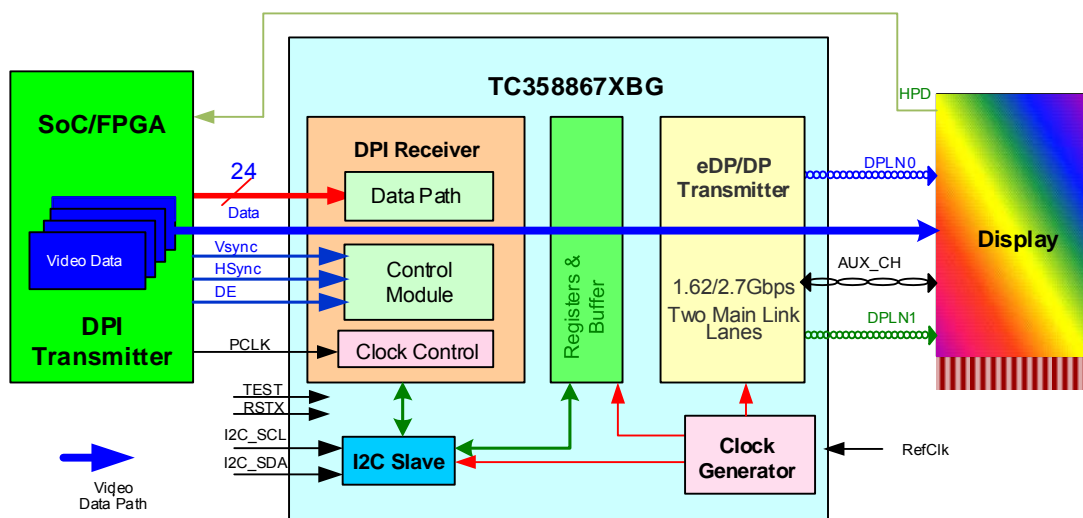 TC358867XBG
HPD
SoC/FPGA
DPI Receiver
eDP/DP
Transmitter
DPLN0
24
Data Path
Data
Video Data
Vsync
HSync
DE
Control
Module
Registers &
Buffer
Display
AUX_CH
1.62/2.7Gbps
Two Main Link
Lanes
DPLN1
DPI
Transmitter
PCLK
Clock Control
TEST
RSTX
I2C_SCL
I2C_SDA
I2C Slave
Clock
Generator
RefClk
Video
Data Path